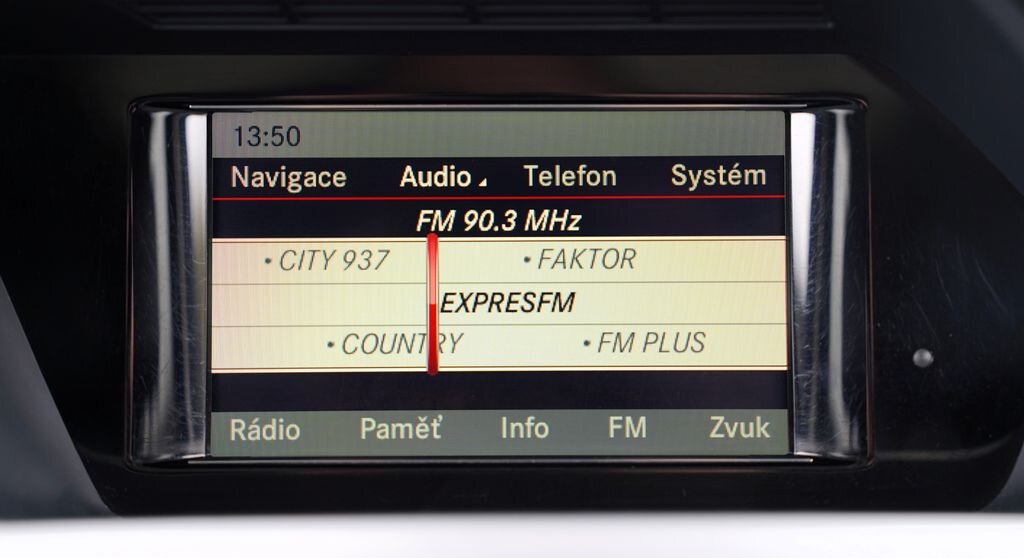 13:50
Navigace Audio Telefon Systém
FM 90.3 MHz
• CITY 937 • FAKTOR
EXPRESFM
• COUNTRY • FM PLUS
Rádio Paměť Info FM Zvuk